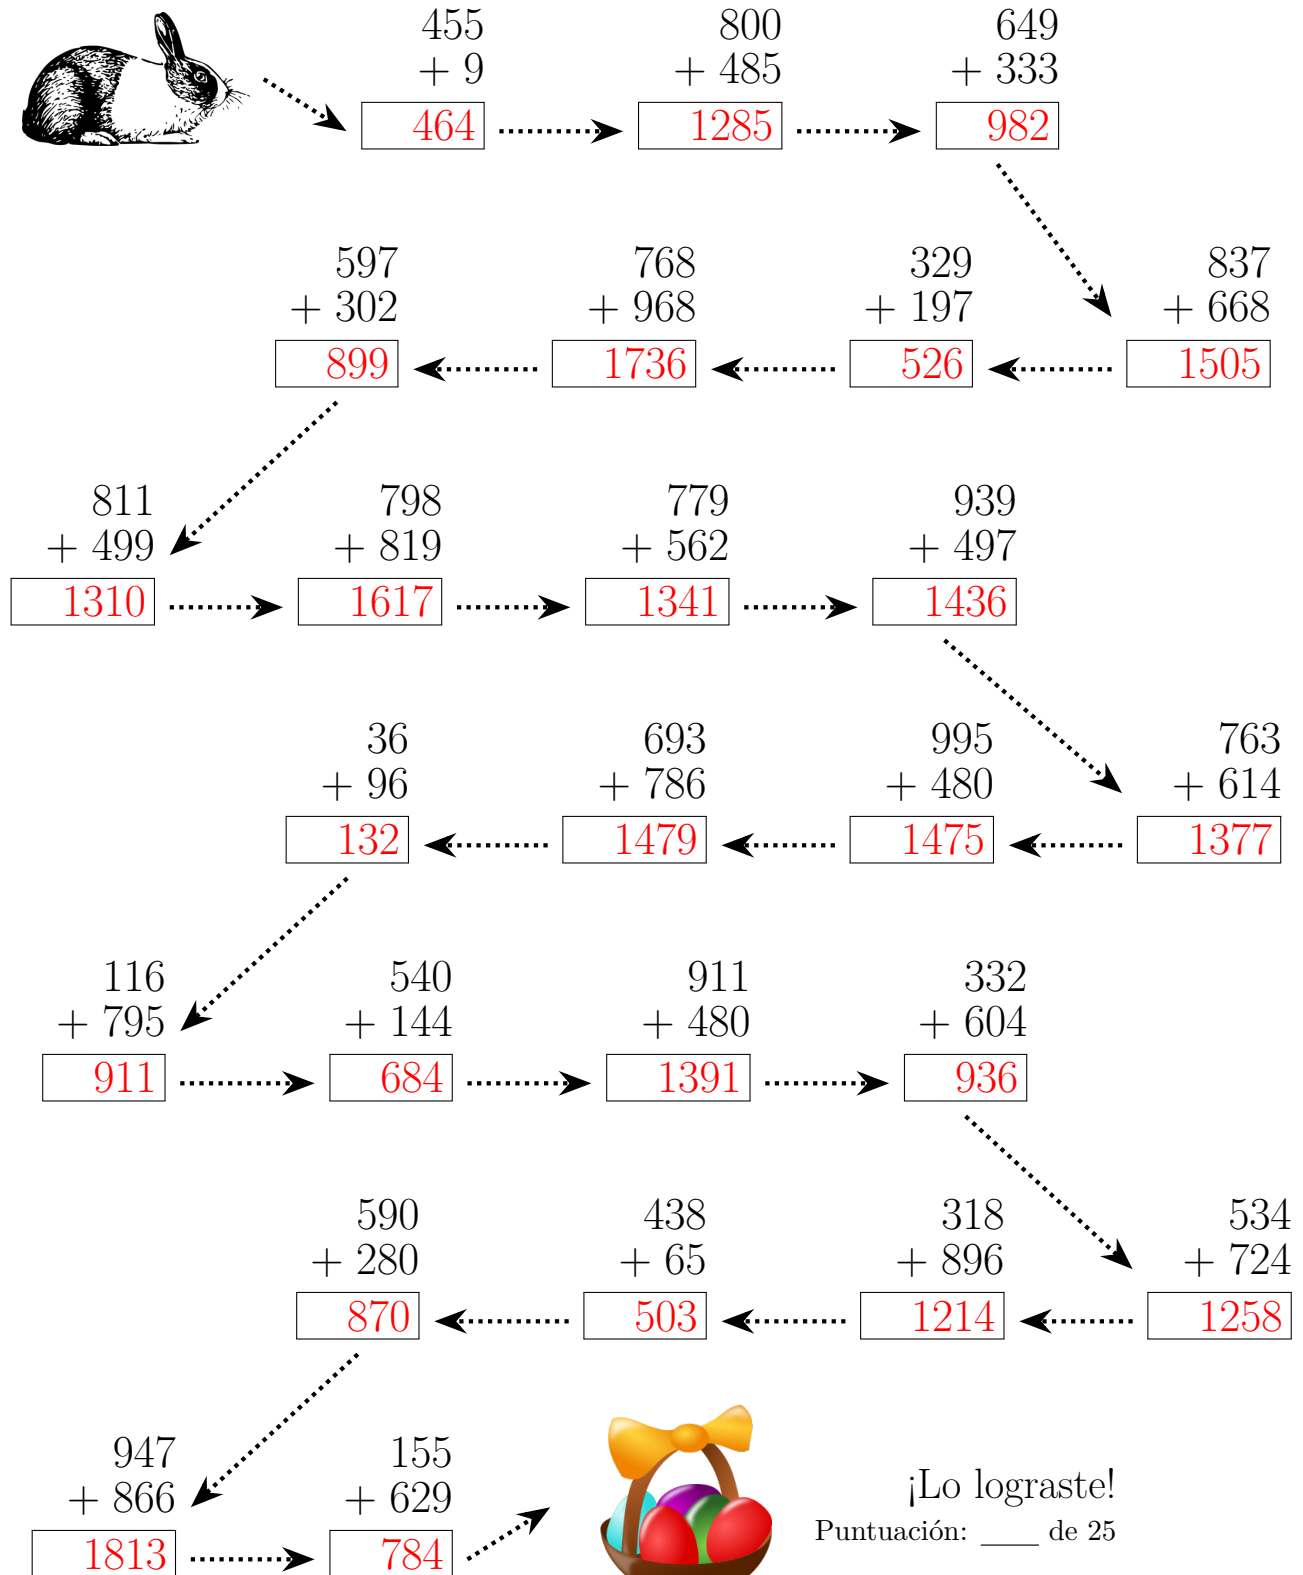 455 800 649
+ 9 + 485 + 333
464 1285 982
597 768 329 837
+ 302 + 968 + 197 + 668
899 1736 526 1505
811 798 779 939
+ 499 + 819 + 562 + 497
1310 1617 1341 1436
36 693 995 763
+ 96 + 786 + 480 + 614
132 1479 1475 1377
116 540 911 332
+ 795 + 144 + 480 + 604
911 684 1391 936
590 438 318 534
+ 280 + 65 + 896 + 724
870 503 1214 1258
947 155
+ 866 + 629
1813 784
¡Lo lograste!
Puntuación: ____ de 25